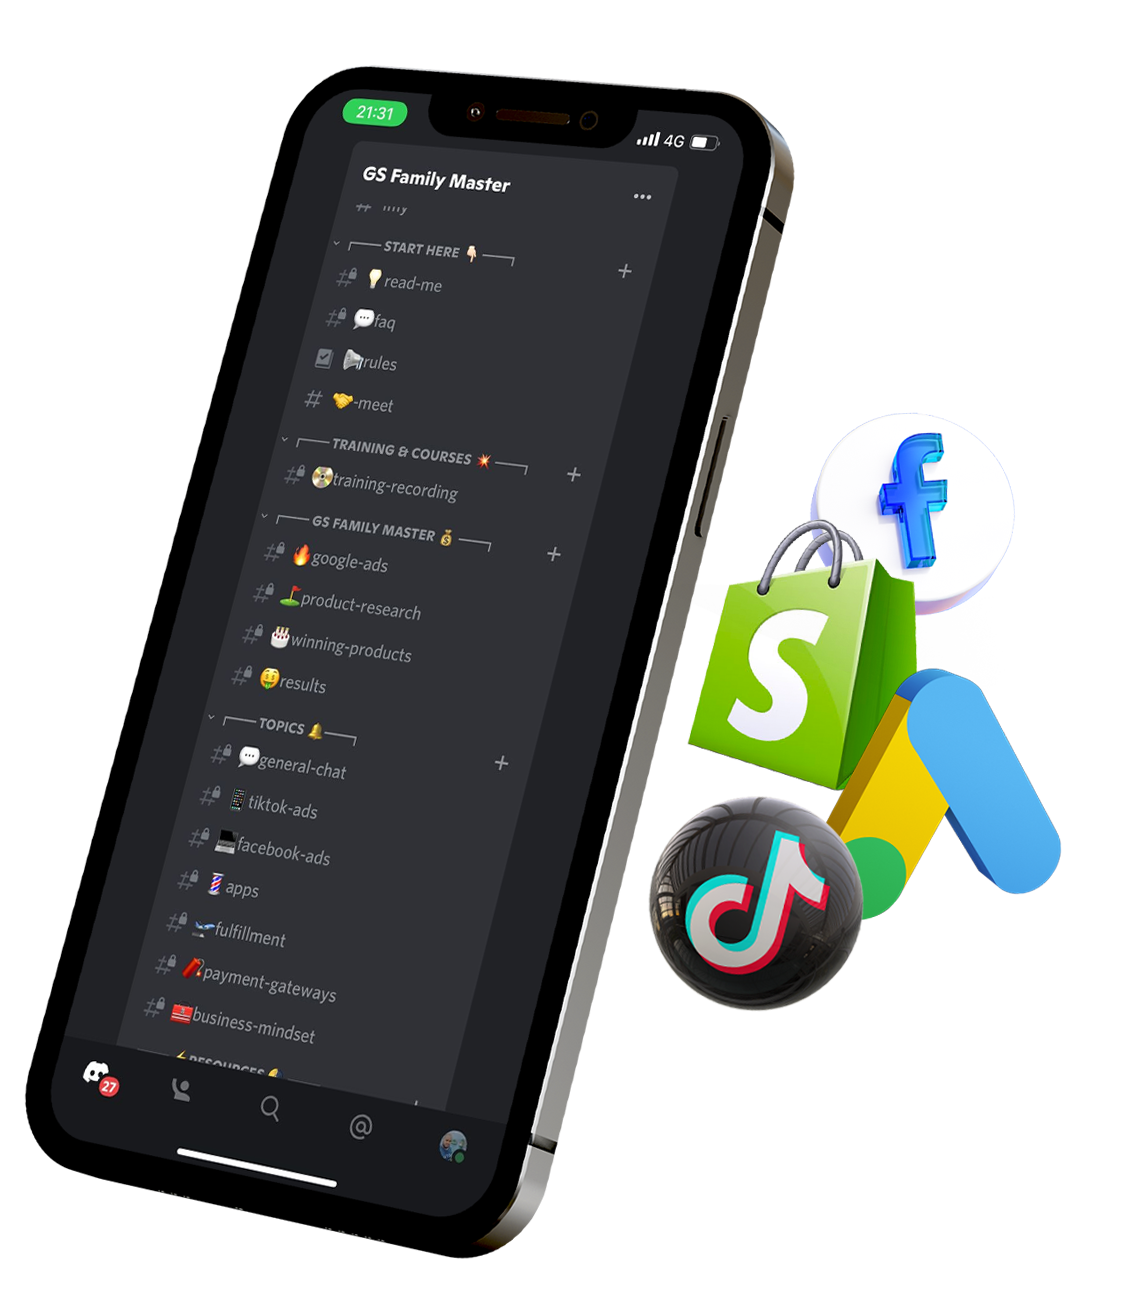 21:31
4G
GS Family Master
START HERE
read-me
faq
rules
-meet
TRAINING & COURSES
training-recording
GS FAMILY MASTER
google-ads
product-research
winning-products
results
TOPICS
general-chat
tiktok-ads
facebook-ads
apps
fulfillment
payment-gateways
business-mindset
RESOURCES
27